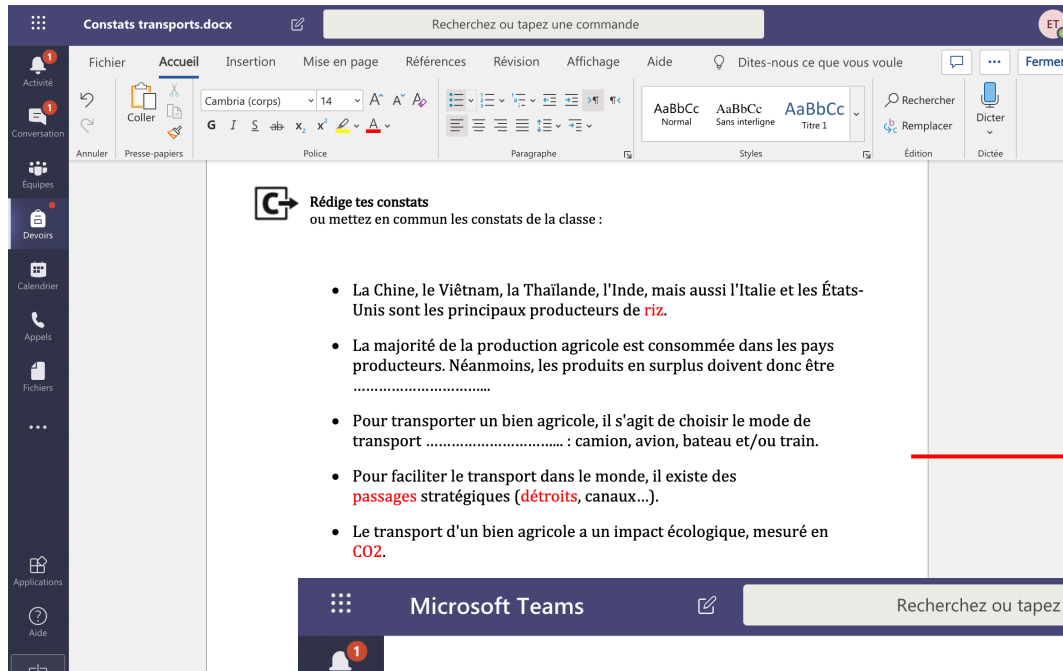 Constats transports.docx
Recherchez ou tapez une commande
ET
1
Activité
1
Conversation
Équipes
Devoirs
Calendrier
Appels
Fichiers
Applications
Aide
Fichier Accueil Insertion Mise en page Références Révision Affichage Aide Dites-nous ce que vous voule Fermer
Coller
Cambria (corps) 14
G I S ab x₂ x² A
AaBbCc AaBbCc AaBbCc
Normal Sans interligne Titre 1
Rechercher
Remplacer
Dicter
Annuler Presse-papiers Police Paragraphe Styles Édition Dictée
C
Rédige tes constats
ou mettez en commun les constats de la classe :
• La Chine, le Viêtnam, la Thaïlande, l'Inde, mais aussi l'Italie et les États-
Unis sont les principaux producteurs de riz.
• La majorité de la production agricole est consommée dans les pays
producteurs. Néanmoins, les produits en surplus doivent donc être
…………………………...
• Pour transporter un bien agricole, il s'agit de choisir le mode de
transport …………………………... : camion, avion, bateau et/ou train.
• Pour faciliter le transport dans le monde, il existe des
passages stratégiques (détroits, canaux…).
• Le transport d'un bien agricole a un impact écologique, mesuré en
CO2.
Microsoft Teams
Recherchez ou tapez
1